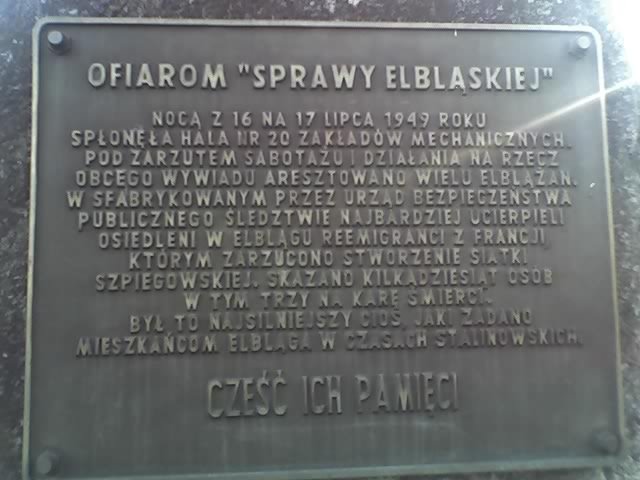 OFIAROM "SPRAWY ELBLĄSKIEJ"
NOCĄ Z 16 NA 17 LIPCA 1949 ROKU
SPŁONĘŁA HALA NR 20 ZAKŁADÓW MECHANICZNYCH.
POD ZARZUTEM SABOTAŻU I DZIAŁANIA NA RZECZ
OBCEGO WYWIADU ARESZTOWANO WIELU ELBLĄŻAN.
W SFABRYKOWANYM PRZEZ URZĄD BEZPIECZEŃSTWA
PUBLICZNEGO ŚLEDZTWIE NAJBARDZIEJ UCIERPIELI
OSIEDLENI W ELBLĄGU REEMIGRANCI Z FRANCJI,
KTÓRYM ZARZUCONO STWORZENIE SIATKI
SZPIEGOWSKIEJ. SKAZANO KILKADZIESIĄT OSÓB
W TYM TRZY NA KARĘ ŚMIERCI.
BYŁ TO NAJSILNIEJSZY CIOS, JAKI ZADANO
MIESZKAŃCOM ELBLĄGA W CZASACH STALINOWSKICH.
CZEŚĆ ICH PAMIĘCI